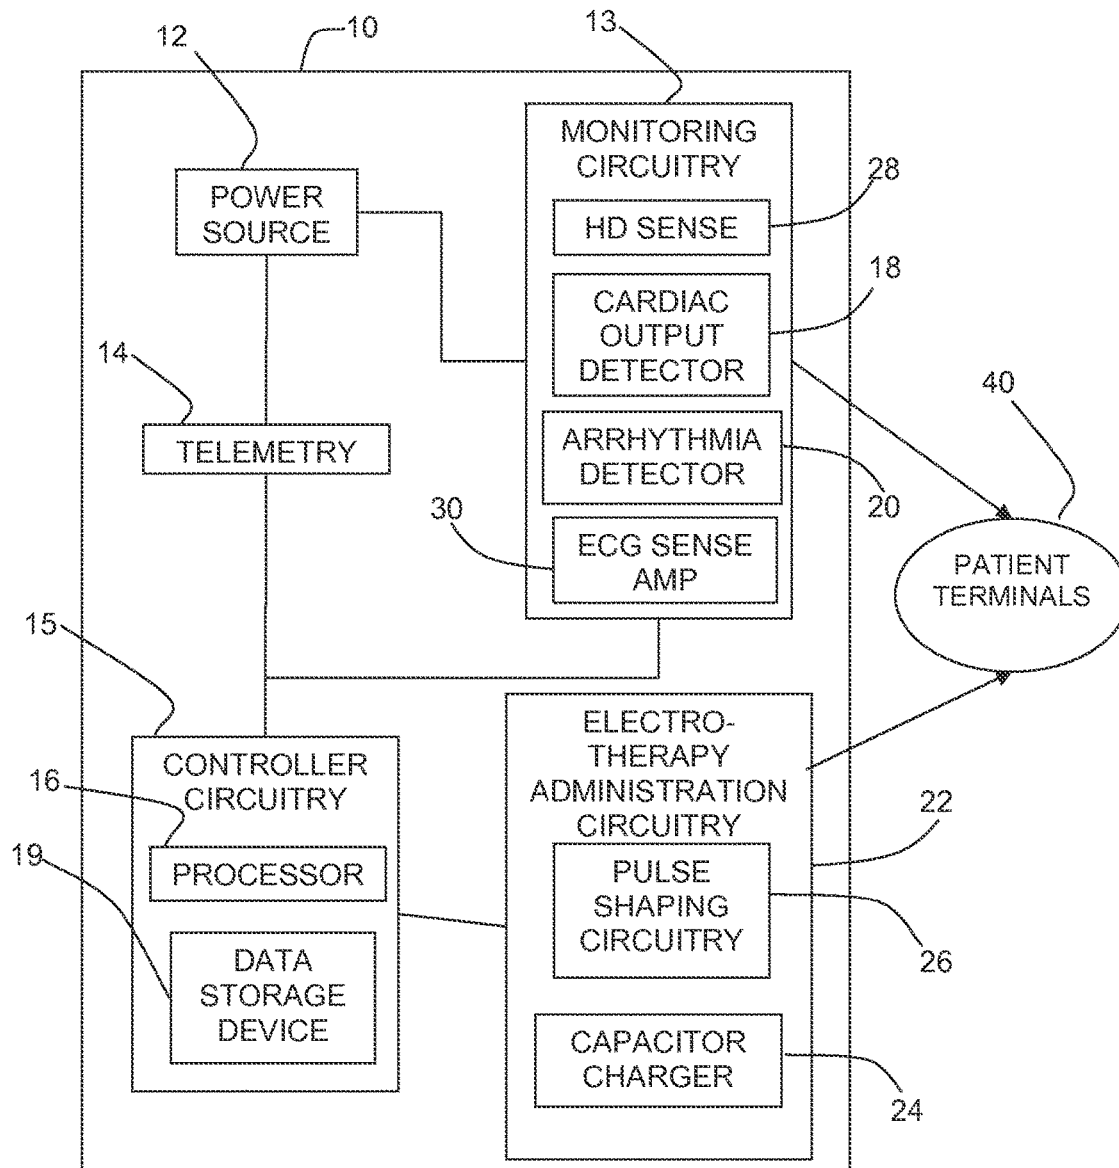 12
10
13
MONITORING
CIRCUITRY
28
POWER
SOURCE
HD SENSE
18
CARDIAC
OUTPUT
DETECTOR
14
40
TELEMETRY
ARRHYTHMIA
DETECTOR
20
30
ECG SENSE
AMP
PATIENT
TERMINALS
15
CONTROLLER
CIRCUITRY
16
PROCESSOR
19
DATA
STORAGE
DEVICE
ELECTRO-
THERAPY
ADMINISTRATION
CIRCUITRY
22
PULSE
SHAPING
CIRCUITRY
26
CAPACITOR
CHARGER
24